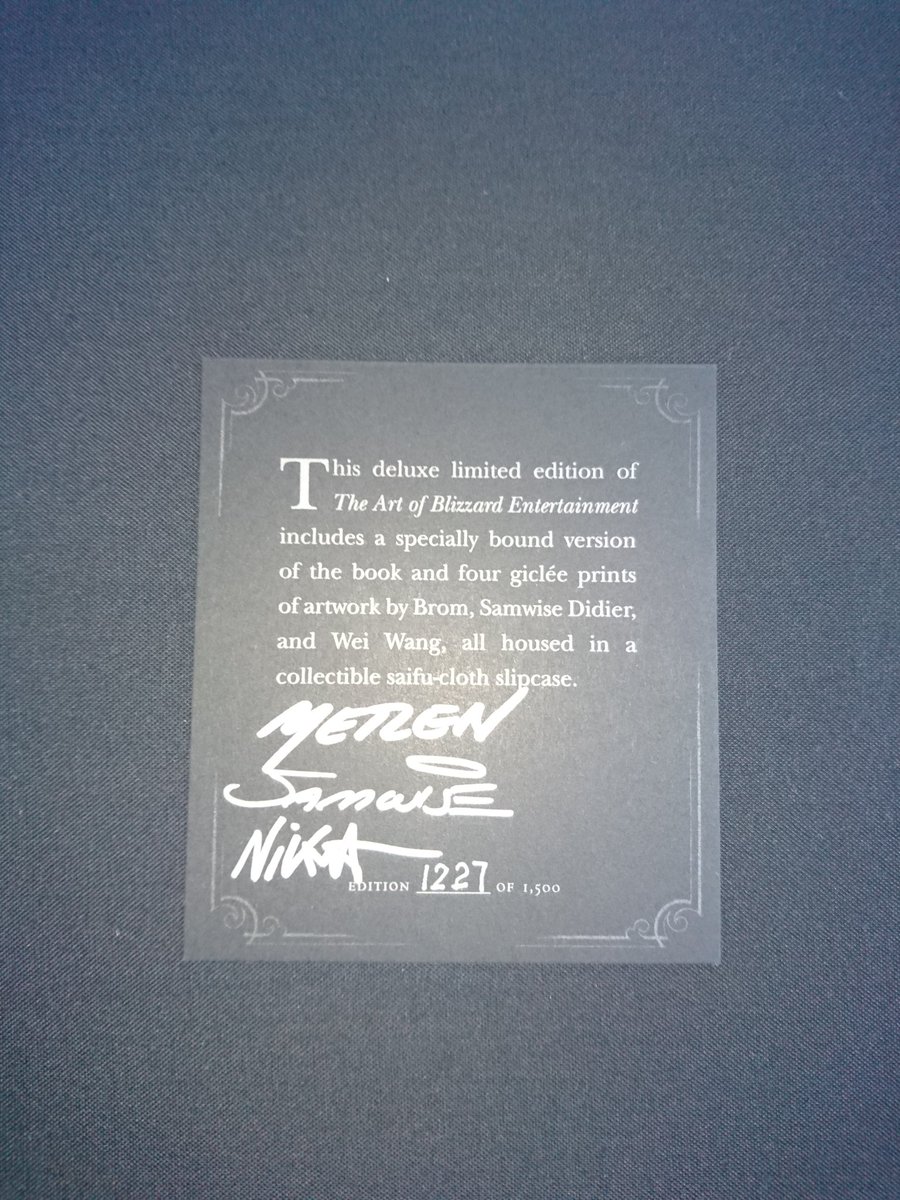 This deluxe limited edition of
The Art of Blizzard Entertainment
includes a specially bound version
of the book and four giclée prints
of artwork by Brom, Samwise Didier,
and Wei Wang, all housed in a
collectible saifu-cloth slipcase.
SAMWISE
EDITION 1227 OF 1,500